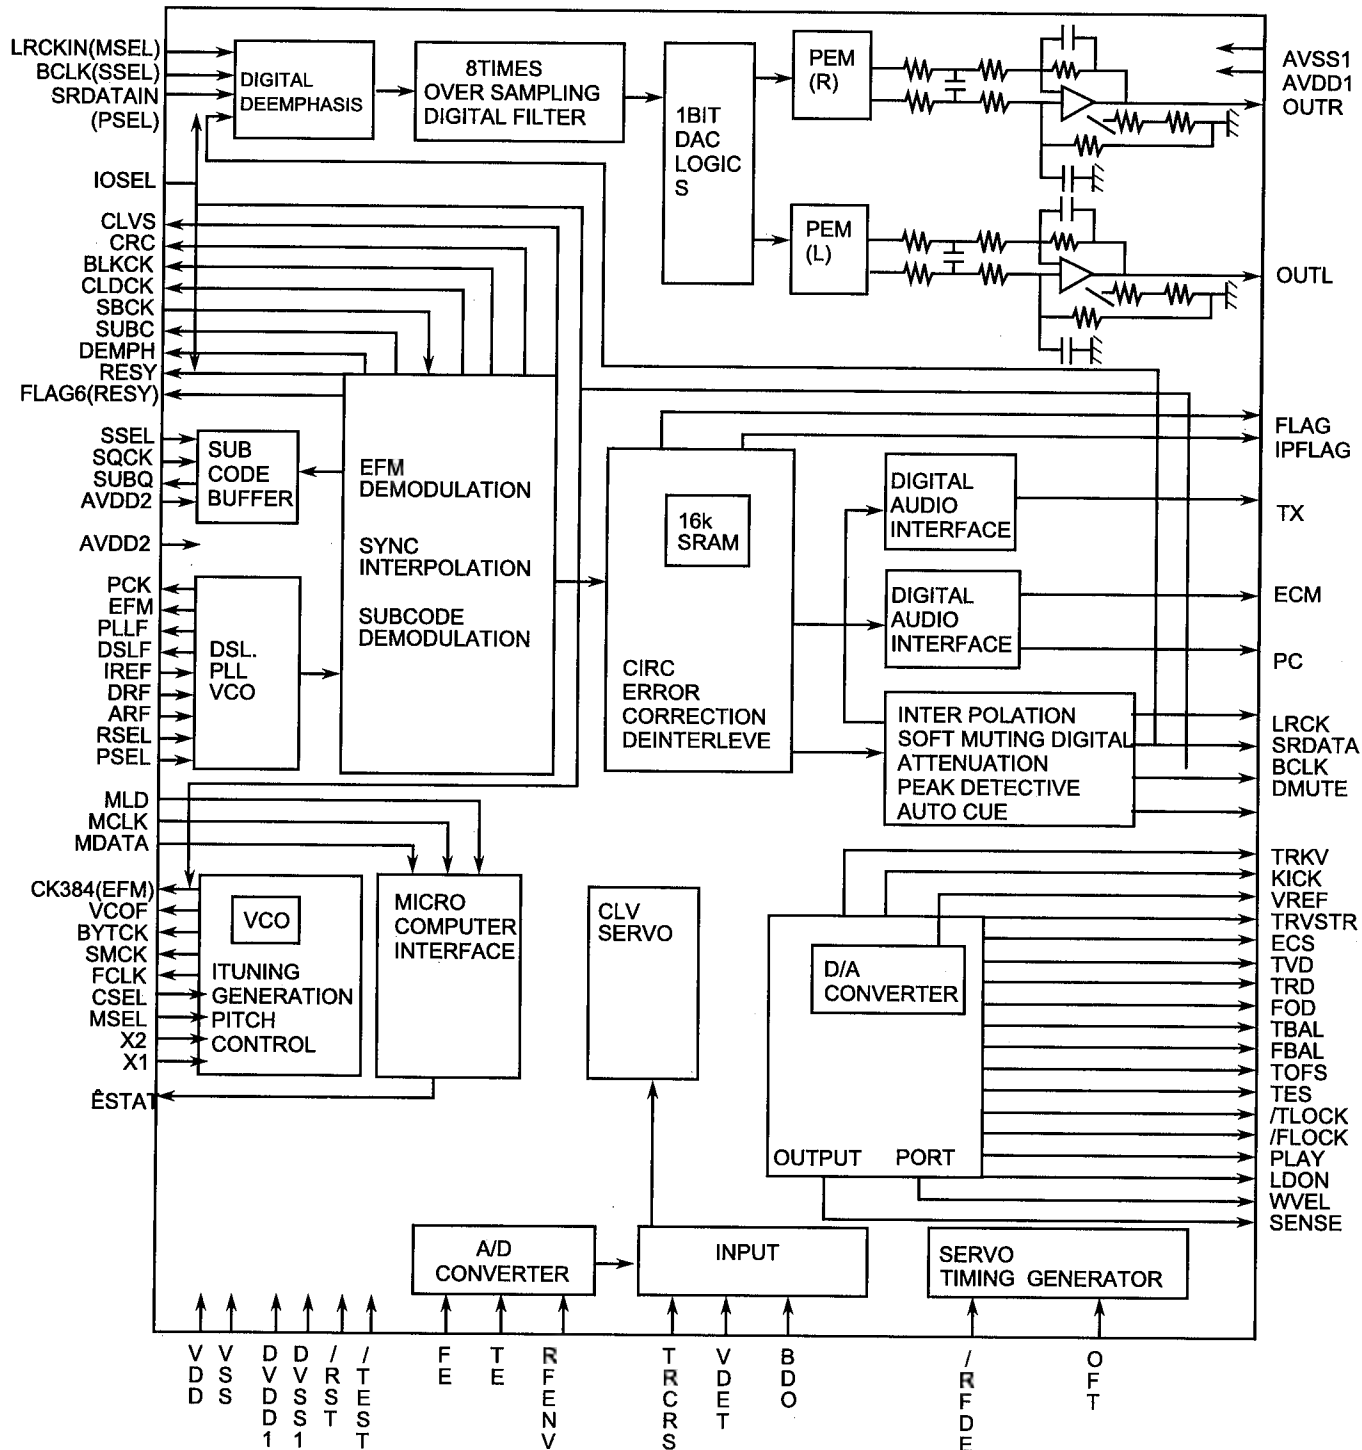 LRCKIN(MSEL)
BCLK(SSEL)
SRDATAIN
(PSEL)
IOSEL
CLVS
CRC
BLKCK
CLDCK
SBCK
SUBC
DEMPH
RESY
FLAG6(RESY)
SSEL
SQCK
SUBQ
AVDD2
AVDD2
PCK
EFM
PLLF
DSLF
IREF
DRF
ARF
RSEL
PSEL
MLD
MCLK
MDATA
CK384(EFM)
VCOF
BYTCK
SMCK
FCLK
CSEL
MSEL
X2
X1
ÊSTAT
DIGITAL
DEEMPHASIS
8TIMES
OVER SAMPLING
DIGITAL FILTER
1BIT
DAC
LOGIC
S
PEM
(R)
PEM
(L)
AVSS1
AVDD1
OUTR
OUTL
SUB
CODE
BUFFER
EFM
DEMODULATION
SYNC
INTERPOLATION
SUBCODE
DEMODULATION
DSL.
PLL
VCO
16k
SRAM
CIRC
ERROR
CORRECTION
DEINTERLEVE
DIGITAL
AUDIO
INTERFACE
DIGITAL
AUDIO
INTERFACE
INTER POLATION
SOFT MUTING DIGITAL
ATTENUATION
PEAK DETECTIVE
AUTO CUE
FLAG
IPFLAG
TX
ECM
PC
LRCK
SRDATA
BCLK
DMUTE
VCO
ITUNING
GENERATION
PITCH
CONTROL
MICRO
COMPUTER
INTERFACE
CLV
SERVO
D/A
CONVERTER
OUTPUT PORT
TRKV
KICK
VREF
TRVSTR
ECS
TVD
TRD
FOD
TBAL
FBAL
TOFS
TES
/TLOCK
/FLOCK
PLAY
LDON
WVEL
SENSE
A/D
CONVERTER
INPUT
SERVO
TIMING GENERATOR
VDD
VSS
DVDD1
DVSS1
/RST
/TEST
FE
TE
RFENV
TRCRS
VDET
BDO
/RFDE
OFT